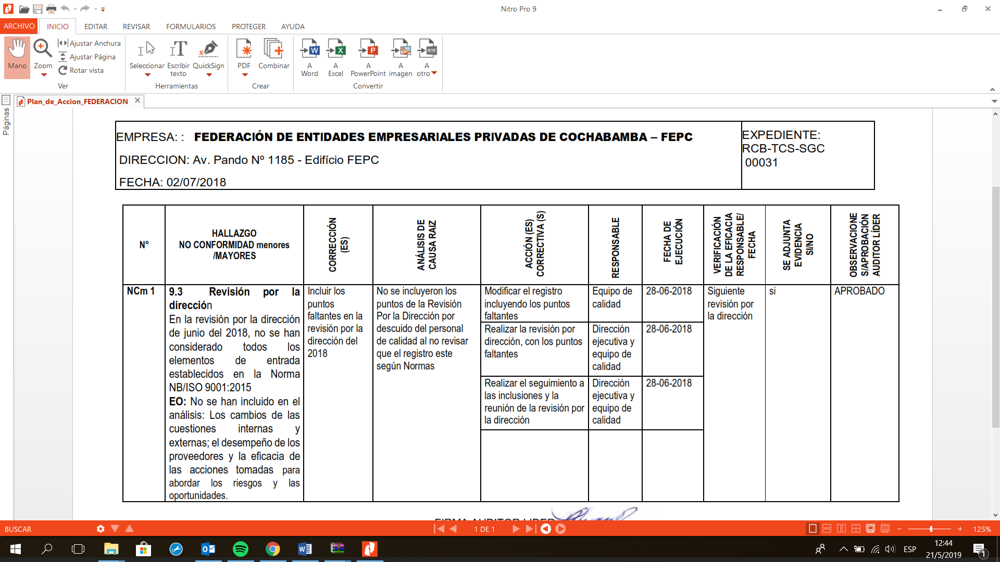 Nitro Pro 9
ARCHIVO INICIO EDITAR REVISAR FORMULARIOS PROTEGER AYUDA
Mano
Zoom
Ajustar Anchura
Ajustar Página
Rotar vista
Ver
Seleccionar
Escribir
texto
QuickSign
Herramientas
PDF
Combinar
Crear
A
Word
A
Excel
A
PowerPoint
A
imagen
A
otro
Convertir
Páginas
Plan_de_Accion_FEDERACION
EMPRESA: : FEDERACIÓN DE ENTIDADES EMPRESARIALES PRIVADAS DE COCHABAMBA – FEPC
DIRECCION: Av. Pando Nº 1185 - Edifício FEPC
FECHA: 02/07/2018
EXPEDIENTE:
RCB-TCS-SGC
00031
N°
HALLAZGO
NO CONFORMIDAD menores
/MAYORES
CORRECCIÓN
(ES)
ANÁLISIS DE
CAUSA RAIZ
ACCIÓN (ES)
CORRECTIVA (S)
RESPONSABLE
FECHA DE
EJECUCIÓN
VERIFICACIÓN
DE LA EFICACIA
RESPONSABLE/
FECHA
SE ADJUNTA
EVIDENCIA
SI/NO
OBSERVACIONE
S/APROBACIÓN
AUDITOR LÍDER
NCm 1
9.3 Revisión por la
dirección
En la revisión por la dirección
de junio del 2018, no se han
considerado todos los
elementos de entrada
establecidos en la Norma
NB/ISO 9001:2015
EO: No se han incluido en el
análisis: Los cambios de las
cuestiones internas y
externas; el desempeño de los
proveedores y la eficacia de
las acciones tomadas para
abordar los riesgos y las
oportunidades.
Incluir los
puntos
faltantes en la
revisión por la
dirección del
2018
No se incluyeron los
puntos de la Revisión
Por la Dirección por
descuido del personal
de calidad al no revisar
que el registro este
según Normas
Modificar el registro
incluyendo los puntos
faltantes
Equipo de
calidad
28-06-2018
Realizar la revisión por
dirección, con los puntos
faltantes
Dirección
ejecutiva y
equipo de
calidad
28-06-2018
Realizar el seguimiento a
las inclusiones y la
reunión de la revisión por
la dirección
Dirección
ejecutiva y
equipo de
calidad
28-06-2018
Siguiente
revisión por
la dirección
si
APROBADO
FIRMA AUDITOR LIDER
BUSCAR
1 DE 1
125%
ESP
12:44
21/5/2019
1